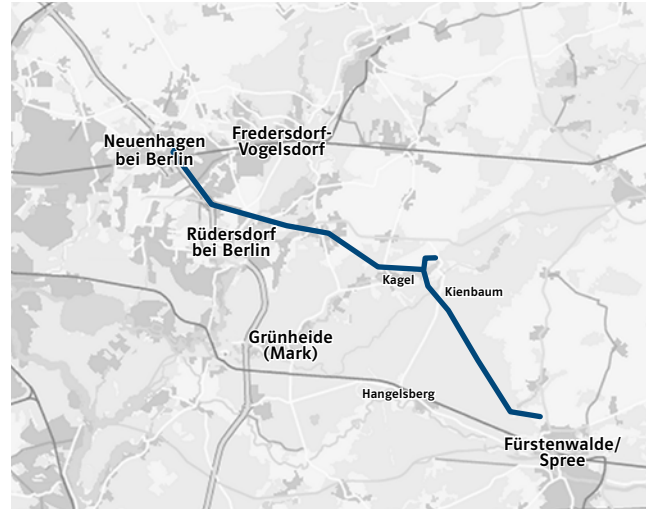 Neuenhagen
bei Berlin
Fredersdorf-
Vogelsdorf
Rüdersdorf
bei Berlin
Kagel
Kienbaum
Grünheide
(Mark)
Hangelsberg
Fürstenwalde/
Spree